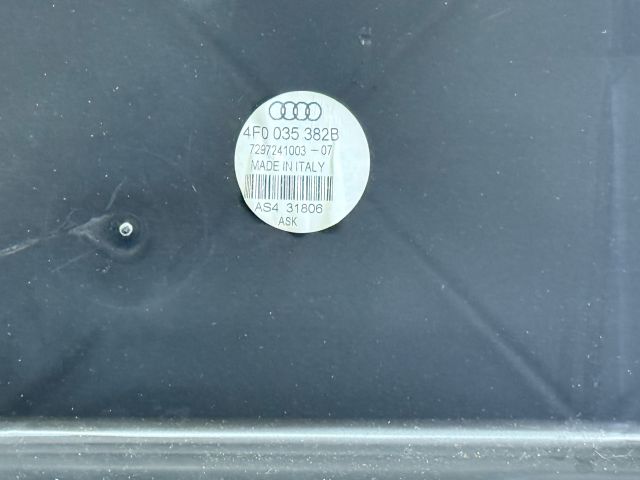 4F0 035 382B
7297241003 -07
MADE IN ITALY
AS4 31806
ASK